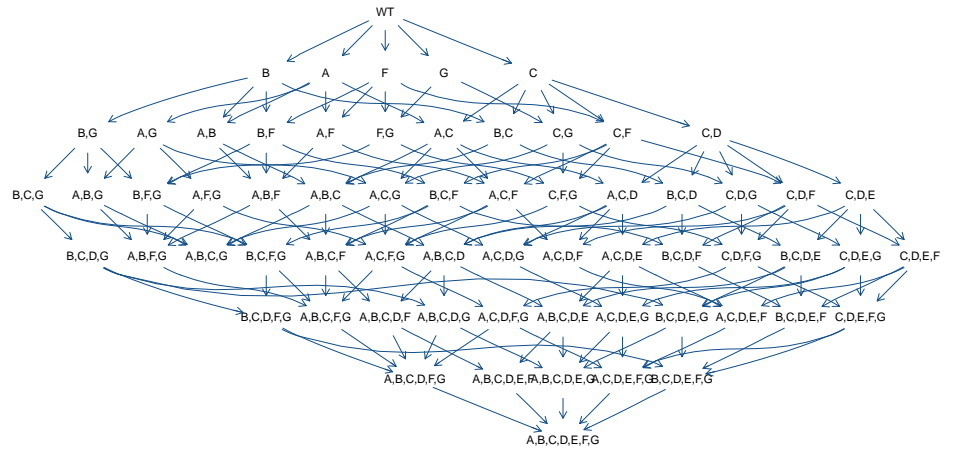 WT
B A F G C
B,G A,G A,B B,F A,F F,G A,C B,C C,G C,F C,D
B,C,G A,B,G B,F,G A,F,G A,B,F A,B,C A,C,G B,C,F A,C,F C,F,G A,C,D B,C,D C,D,G C,D,F C,D,E
B,C,D,G A,B,F,G A,B,C,G B,C,F,G A,B,C,F A,C,F,G A,B,C,D A,C,D,G A,C,D,F A,C,D,E B,C,D,F C,D,F,G B,C,D,E C,D,E,G C,D,E,F
B,C,D,F,G A,B,C,F,G A,B,C,D,F A,B,C,D,G A,C,D,F,G A,B,C,D,E A,C,D,E,G B,C,D,E,G A,C,D,E,F B,C,D,E,F C,D,E,F,G
A,B,C,D,F,G A,B,C,D,E,F A,B,C,D,E,G A,C,D,E,F,G B,C,D,E,F,G
A,B,C,D,E,F,G